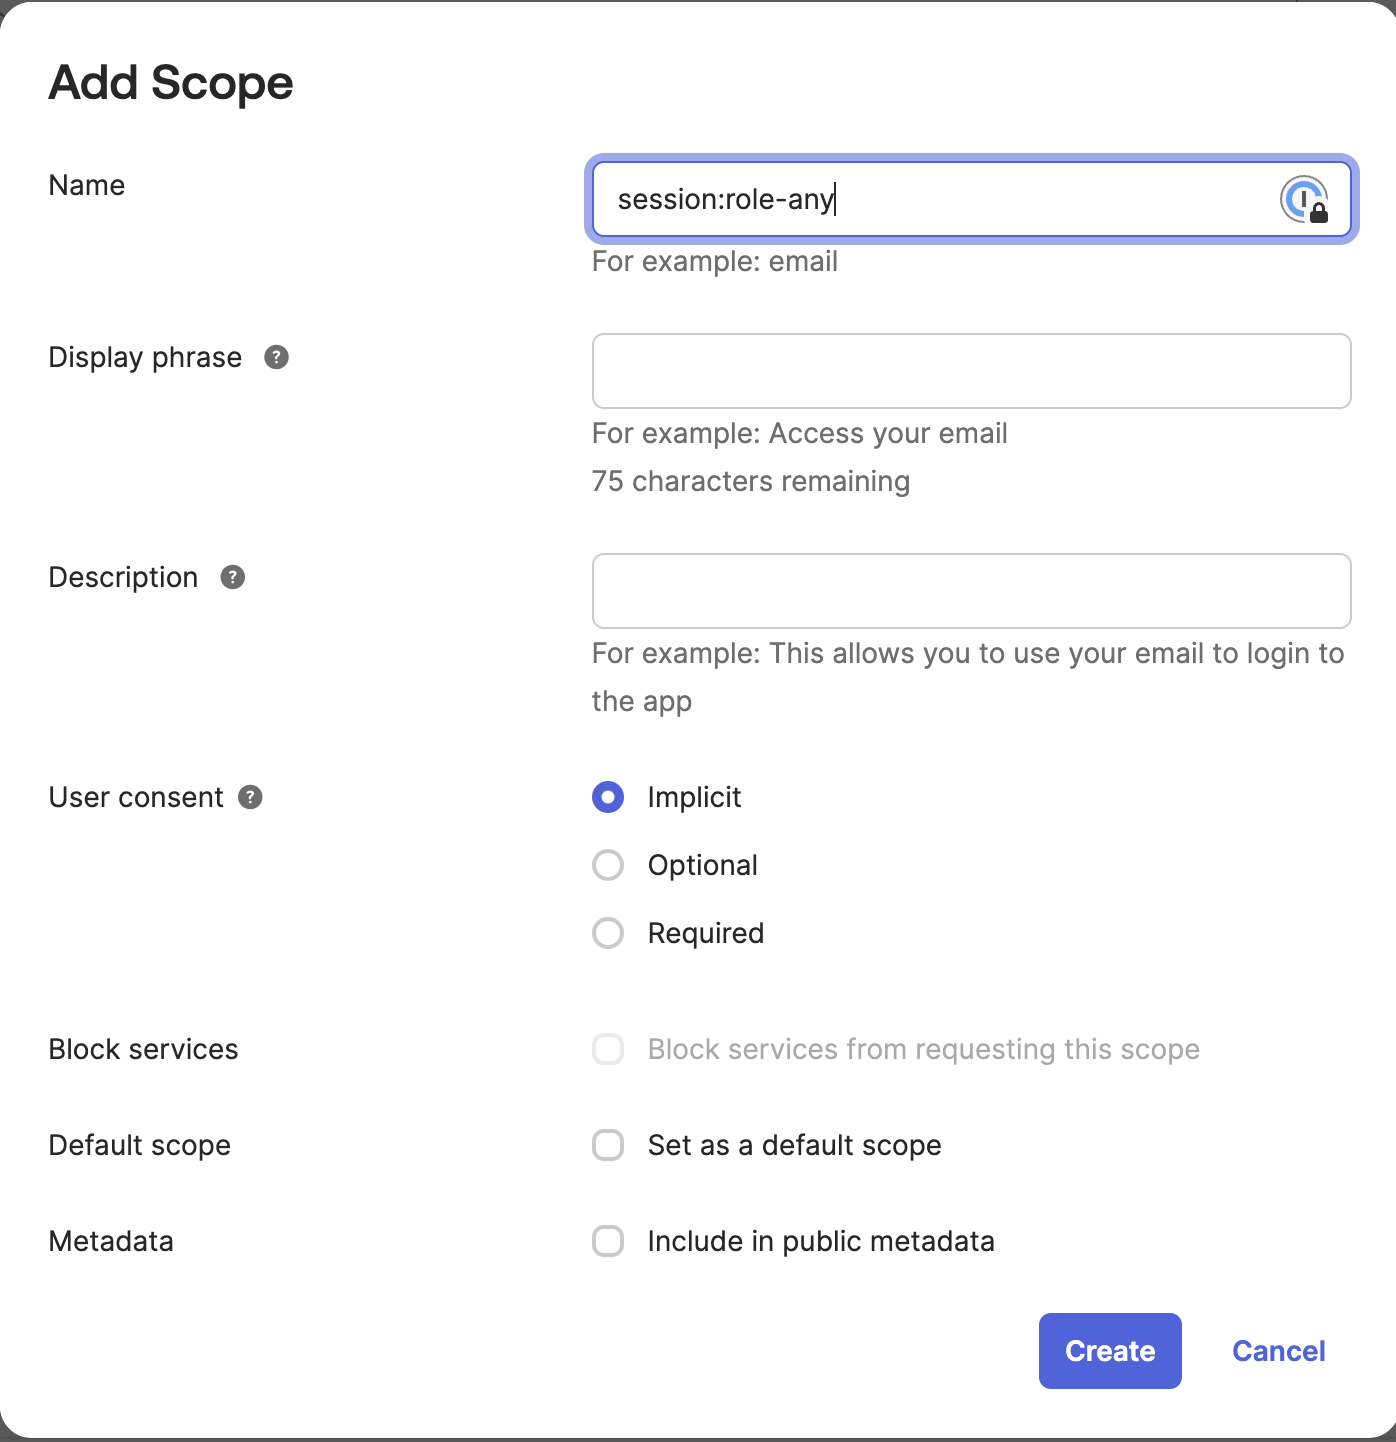 Add Scope
Name
session:role-any
For example: email
Display phrase ?
For example: Access your email
75 characters remaining
Description ?
For example: This allows you to use your email to login to
the app
User consent ?
Implicit
Optional
Required
Block services
Block services from requesting this scope
Default scope
Set as a default scope
Metadata
Include in public metadata
Create
Cancel